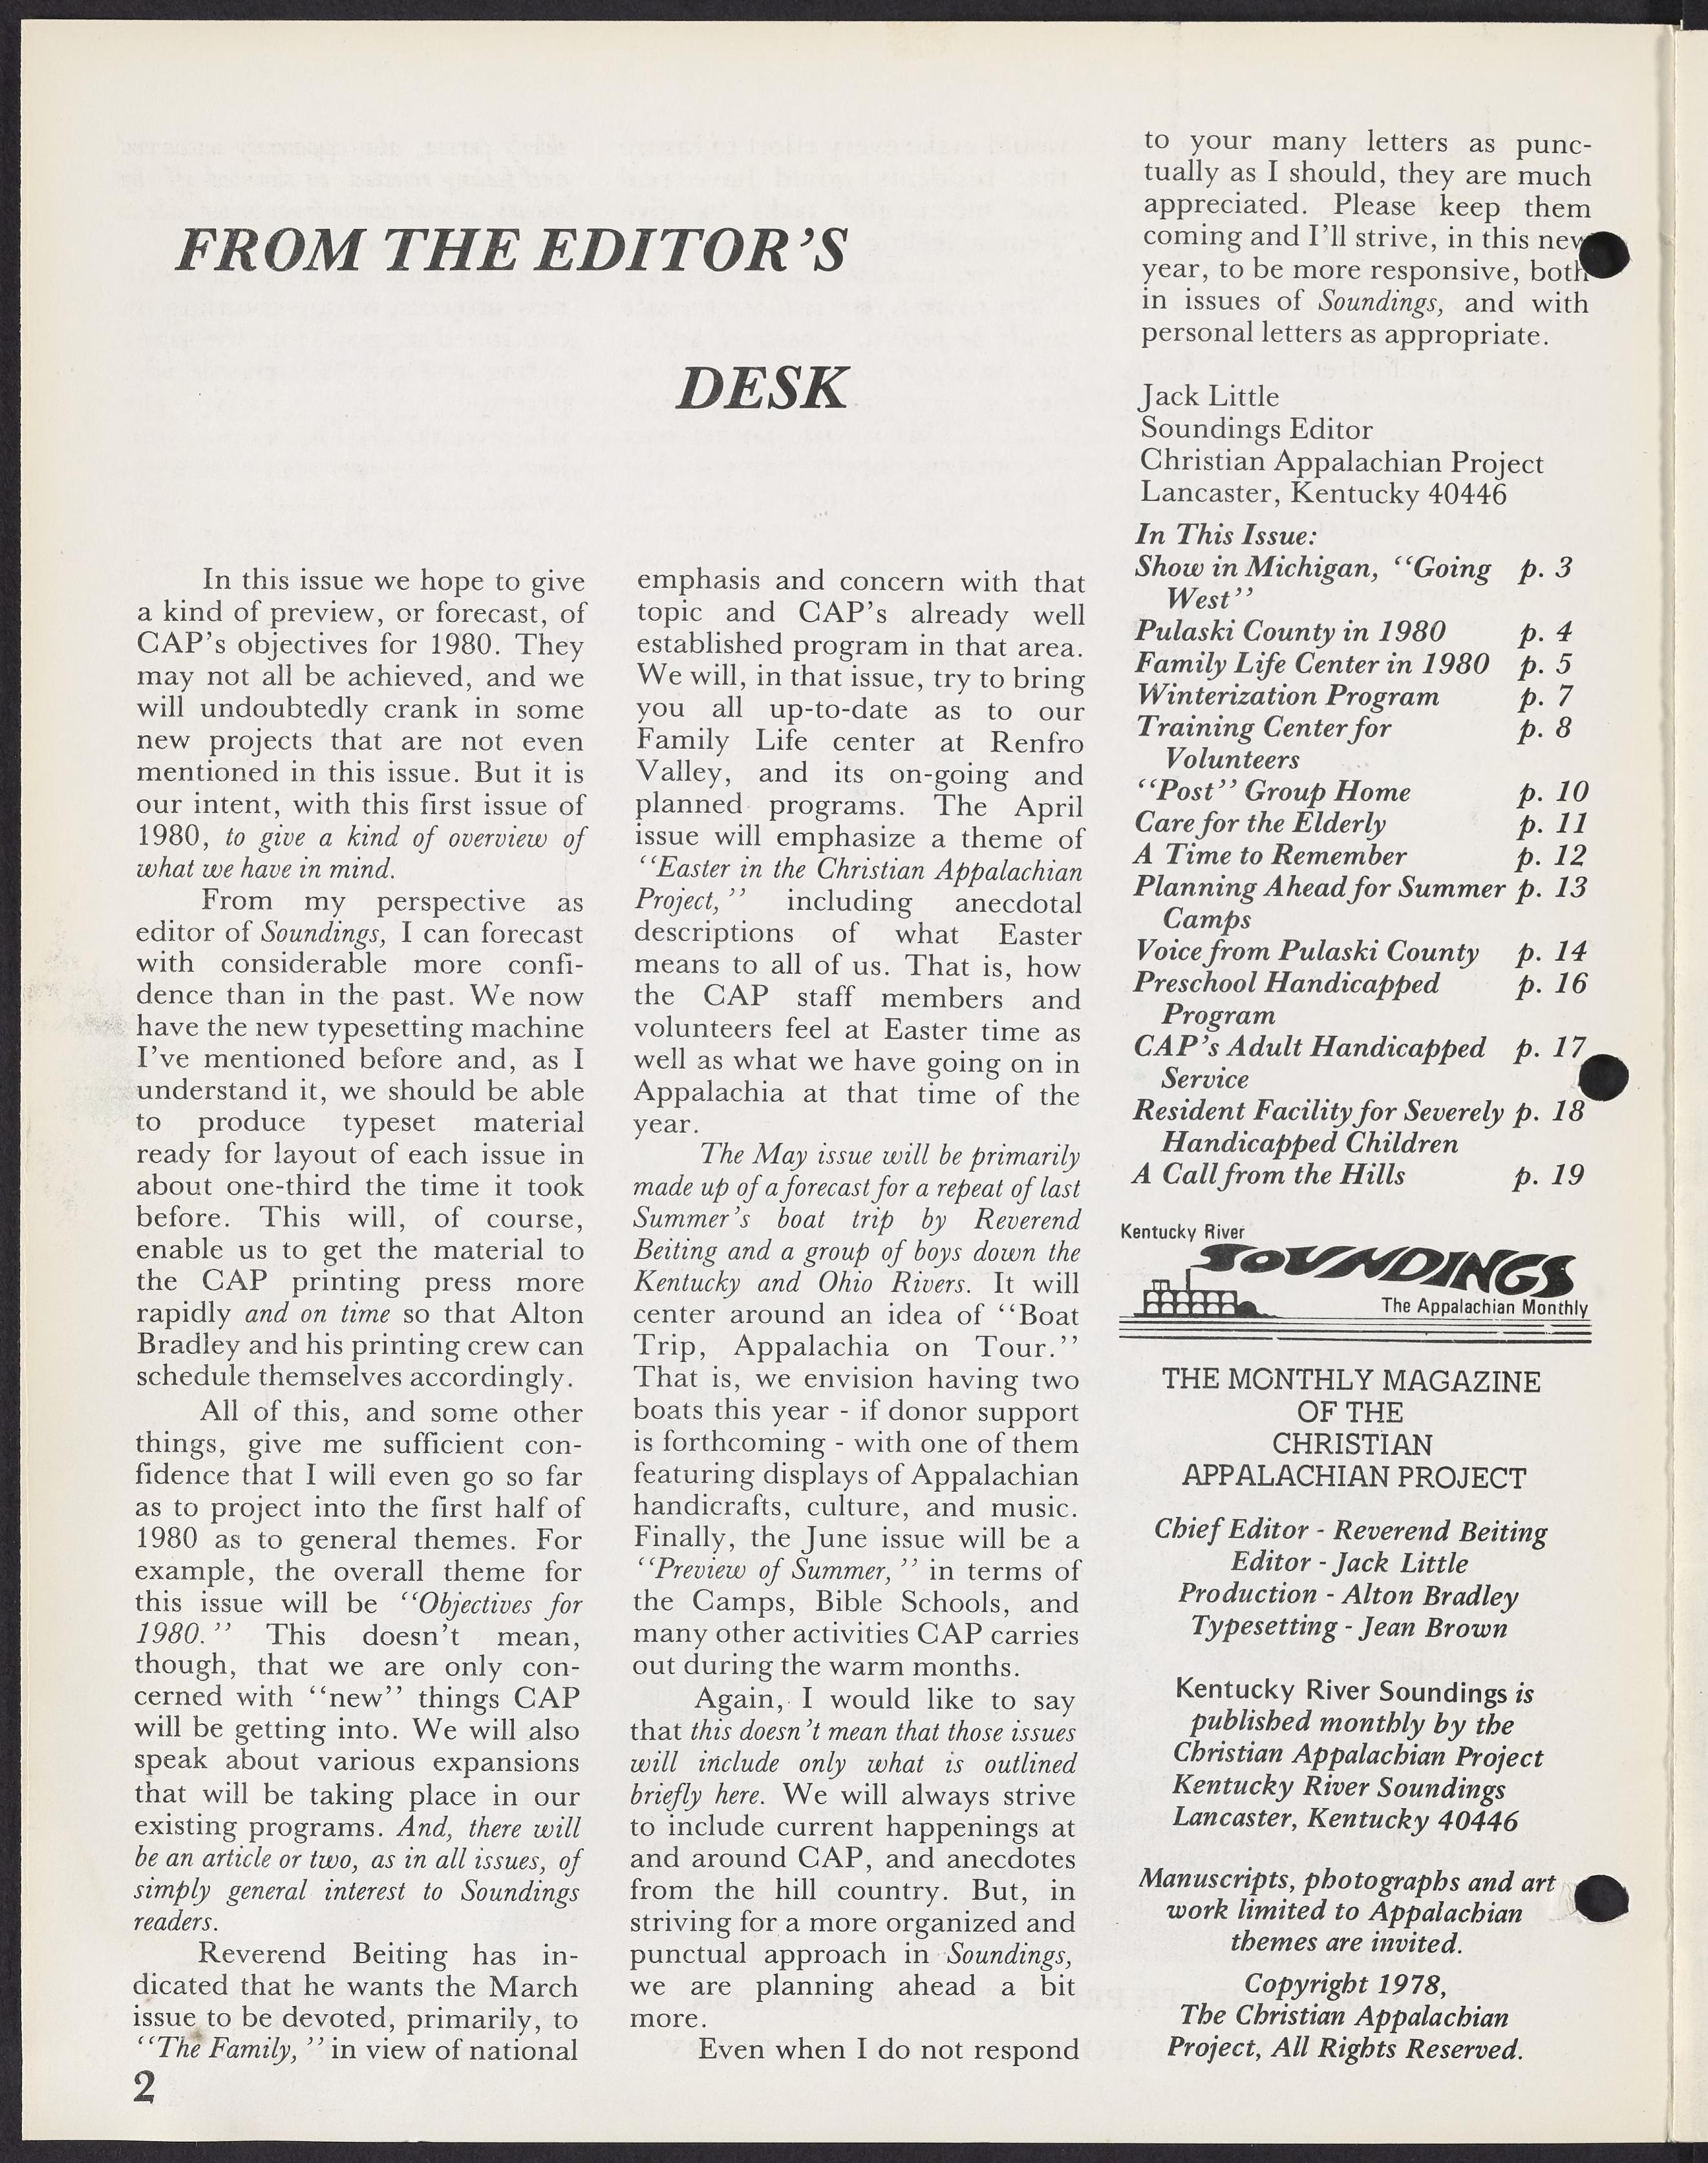 FROM THE EDITOR'S
DESK
In this issue we hope to give
a kind of preview, or forecast, of
CAP's objectives for 1980. They
may not all be achieved, and we
will undoubtedly crank in some
new projects that are not even
mentioned in this issue. But it is
our intent, with this first issue of
1980, to give a kind of overview of
what we have in mind.
From my perspective as
editor of Soundings, I can forecast
with considerable more confi-
dence than in the past. We now
have the new typesetting machine
I've mentioned before and, as I
understand it, we should be able
to produce typeset material
ready for layout of each issue in
about one-third the time it took
before. This will, of course,
enable us to get the material to
the CAP printing press more
rapidly and on time so that Alton
Bradley and his printing crew can
schedule themselves accordingly.
All of this, and some other
things, give me sufficient con-
fidence that I will even go so far
as to project into the first half of
1980 as to general themes. For
example, the overall theme for
this issue will be "Objectives for
1980." This doesn't mean,
though, that we are only con-
cerned with "new" things CAP
will be getting into. We will also
speak about various expansions
that will be taking place in our
existing programs. And, there will
be an article or two, as in all issues, of
simply general interest to Soundings
readers.
Reverend Beiting has in-
dicated that he wants the March
issue to be devoted, primarily, to
"The Family," in view of national
2
emphasis and concern with that
topic and CAP's already well
established program in that area.
We will, in that issue, try to bring
you all up-to-date as to our
Family Life center at Renfro
Valley, and its on-going and
planned programs. The April
issue will emphasize a theme of
"Easter in the Christian Appalachian
Project," including anecdotal
descriptions of what Easter
means to all of us. That is, how
the CAP staff members and
volunteers feel at Easter time as
well as what we have going on in
Appalachia at that time of the
year.
The May issue will be primarily
made up of a forecast for a repeat of last
Summer's boat trip by Reverend
Beiting and a group of boys down the
Kentucky and Ohio Rivers. It will
center around an idea of "Boat
Trip, Appalachia on Tour."
That is, we envision having two
boats this year - if donor support
is forthcoming - with one of them
featuring displays of Appalachian
handicrafts, culture, and music.
Finally, the June issue will be a
"Preview of Summer," in terms of
the Camps, Bible Schools, and
many other activities CAP carries
out during the warm months.
Again, I would like to say
that this doesn't mean that those issues
will include only what is outlined
briefly here. We will always strive
to include current happenings at
and around CAP, and anecdotes
from the hill country. But, in
striving for a more organized and
punctual approach in Soundings,
we are planning ahead a bit
more.
Even when I do not respond
to your many letters as punc-
tually as I should, they are much
appreciated. Please keep them
coming and I'll strive, in this new
year, to be more responsive, both
in issues of Soundings, and with
personal letters as appropriate.
Jack Little
Soundings Editor
Christian Appalachian Project
Lancaster, Kentucky 40446
In This Issue:
Show in Michigan, "Going p. 3
West"
Pulaski County in 1980 p. 4
Family Life Center in 1980 p. 5
Winterization Program p. 7
Training Center for p. 8
Volunteers
"Post" Group Home p. 10
Care for the Elderly p. 11
A Time to Remember p. 12
Planning Ahead for Summer p. 13
Camps
Voice from Pulaski County p. 14
Preschool Handicapped p. 16
Program
CAP's Adult Handicapped p. 17
Service
Resident Facility for Severely p. 18
Handicapped Children
A Call from the Hills p. 19
Kentucky River
SOUNDINGS
The Appalachian Monthly
THE MONTHLY MAGAZINE
OF THE
CHRISTIAN
APPALACHIAN PROJECT
Chief Editor - Reverend Beiting
Editor - Jack Little
Production - Alton Bradley
Typesetting - Jean Brown
Kentucky River Soundings is
published monthly by the
Christian Appalachian Project
Kentucky River Soundings
Lancaster, Kentucky 40446
Manuscripts, photographs and art
work limited to Appalachian
themes are invited.
Copyright 1978,
The Christian Appalachian
Project, All Rights Reserved.